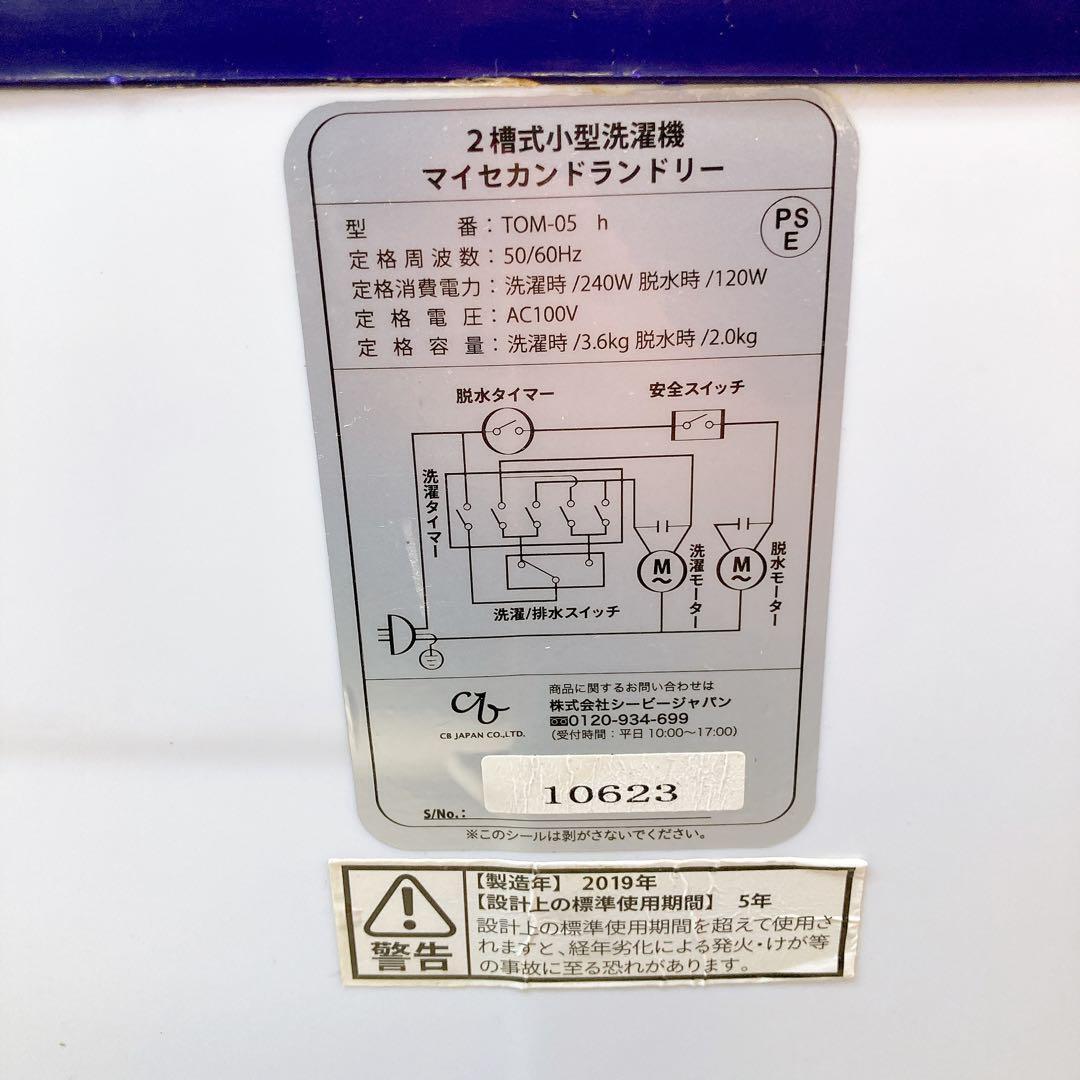 2槽式小型洗濯機
マイセカンドランドリー
型番：TOM-05 h
PS
E
定格周波数：50/60Hz
定格消費電力：洗濯時/240W 脱水時/120W
定格電圧：AC100V
定格容量：洗濯時/3.6kg 脱水時/2.0kg
脱水タイマー
安全スイッチ
洗濯タイマー
M
~
洗濯モーター
M
~
脱水モーター
洗濯/排水スイッチ
cb
CB JAPAN CO.,LTD.
商品に関するお問い合わせは
株式会社シービージャパン
0120-934-699
（受付時間：平日 10:00〜17:00）
10623
S/No.：
※このシールは剥がさないでください。
警告
【製造年】 2019年
【設計上の標準使用期間】 5年
設計上の標準使用期間を超えて使用さ
れますと、経年劣化による発火・けが等
の事故に至る恐れがあります。